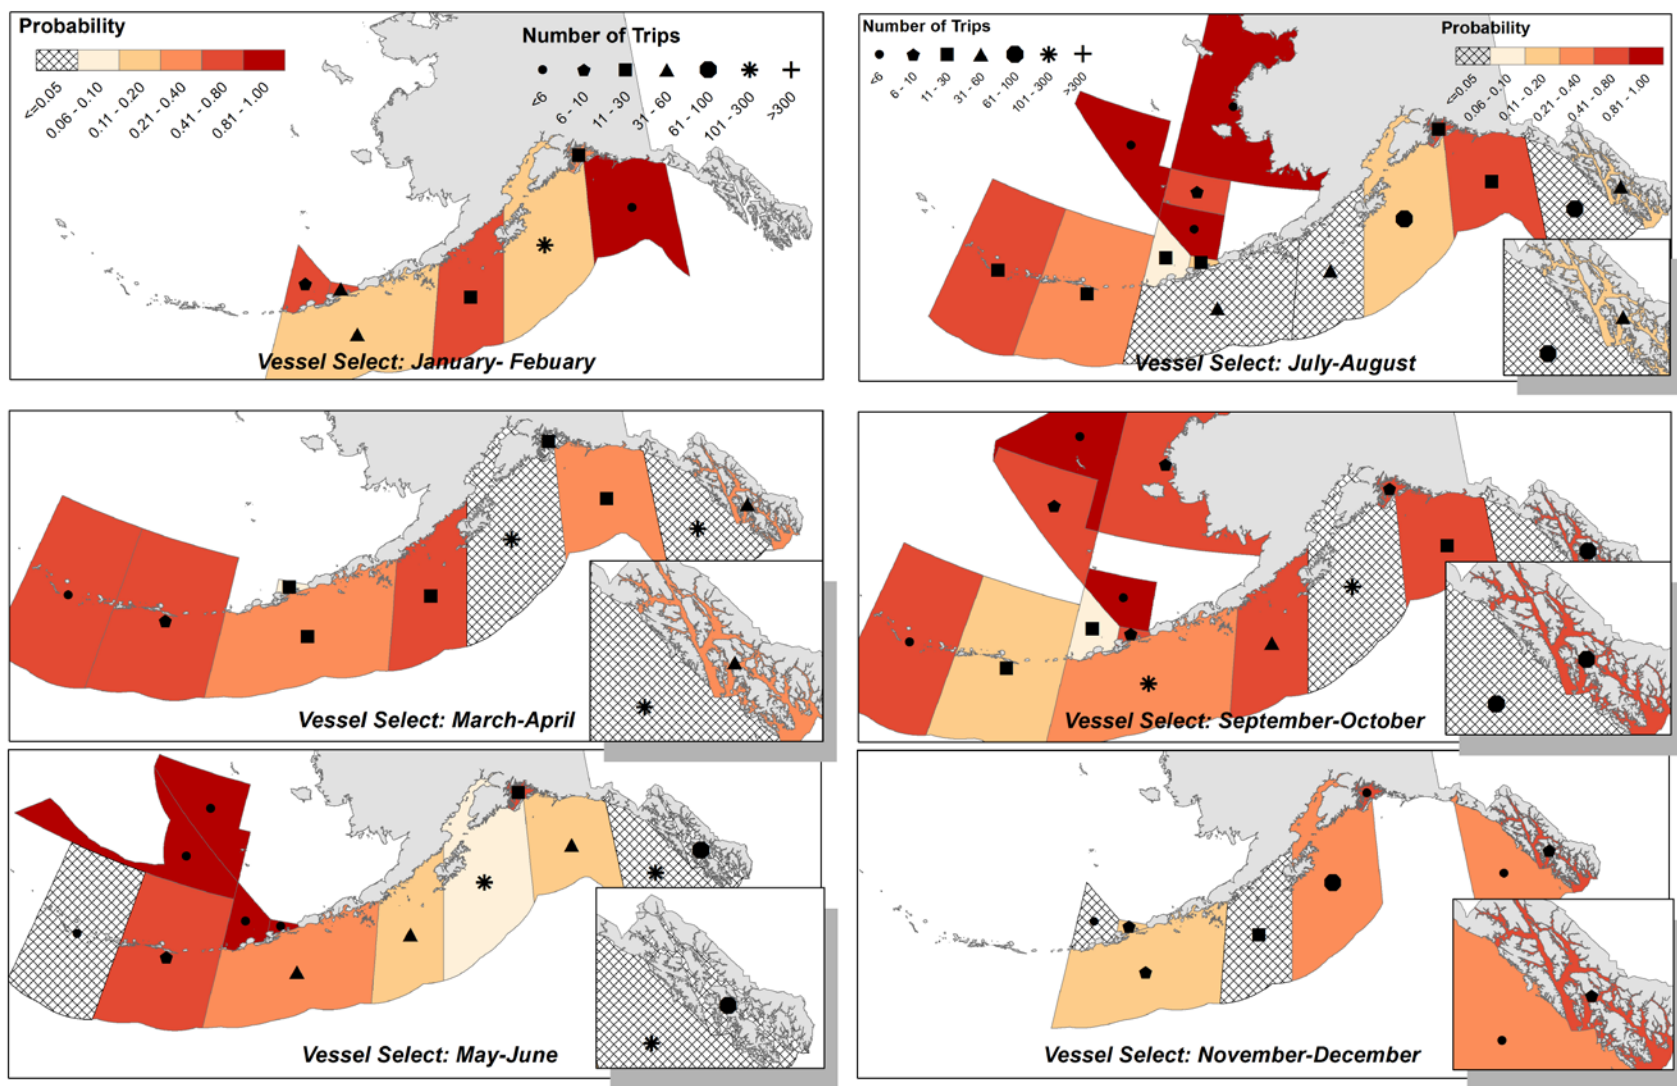 Probability
<=0.05
0.06 - 0.10
0.11 - 0.20
0.21 - 0.40
0.41 - 0.80
0.81 - 1.00
Number of Trips
<6
6 - 10
11 - 30
31 - 60
61 - 100
101 - 300
>300
Vessel Select: January- Febuary
Number of Trips
<6
6 - 10
11 - 30
31 - 60
61 - 100
101 - 300
>300
Probability
<=0.05
0.06 - 0.10
0.11 - 0.20
0.21 - 0.40
0.41 - 0.80
0.81 - 1.00
Vessel Select: July-August
Vessel Select: March-April
Vessel Select: September-October
Vessel Select: May-June
Vessel Select: November-December